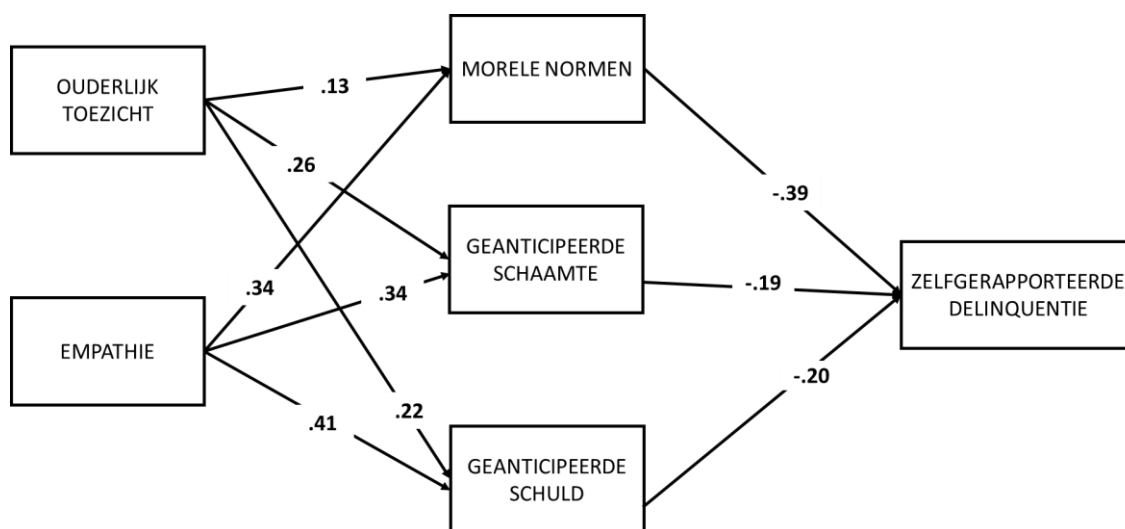 OUDERLIJK
TOEZICHT
EMPATHIE
.13
.26
.34
.34
.22
.41
MORELE NORMEN
GEANTICIPEERDE
SCHAAMTE
GEANTICIPEERDE
SCHULD
-.39
-.19
-.20
ZELFGERAPPORTEERDE
DELINQUENTIE